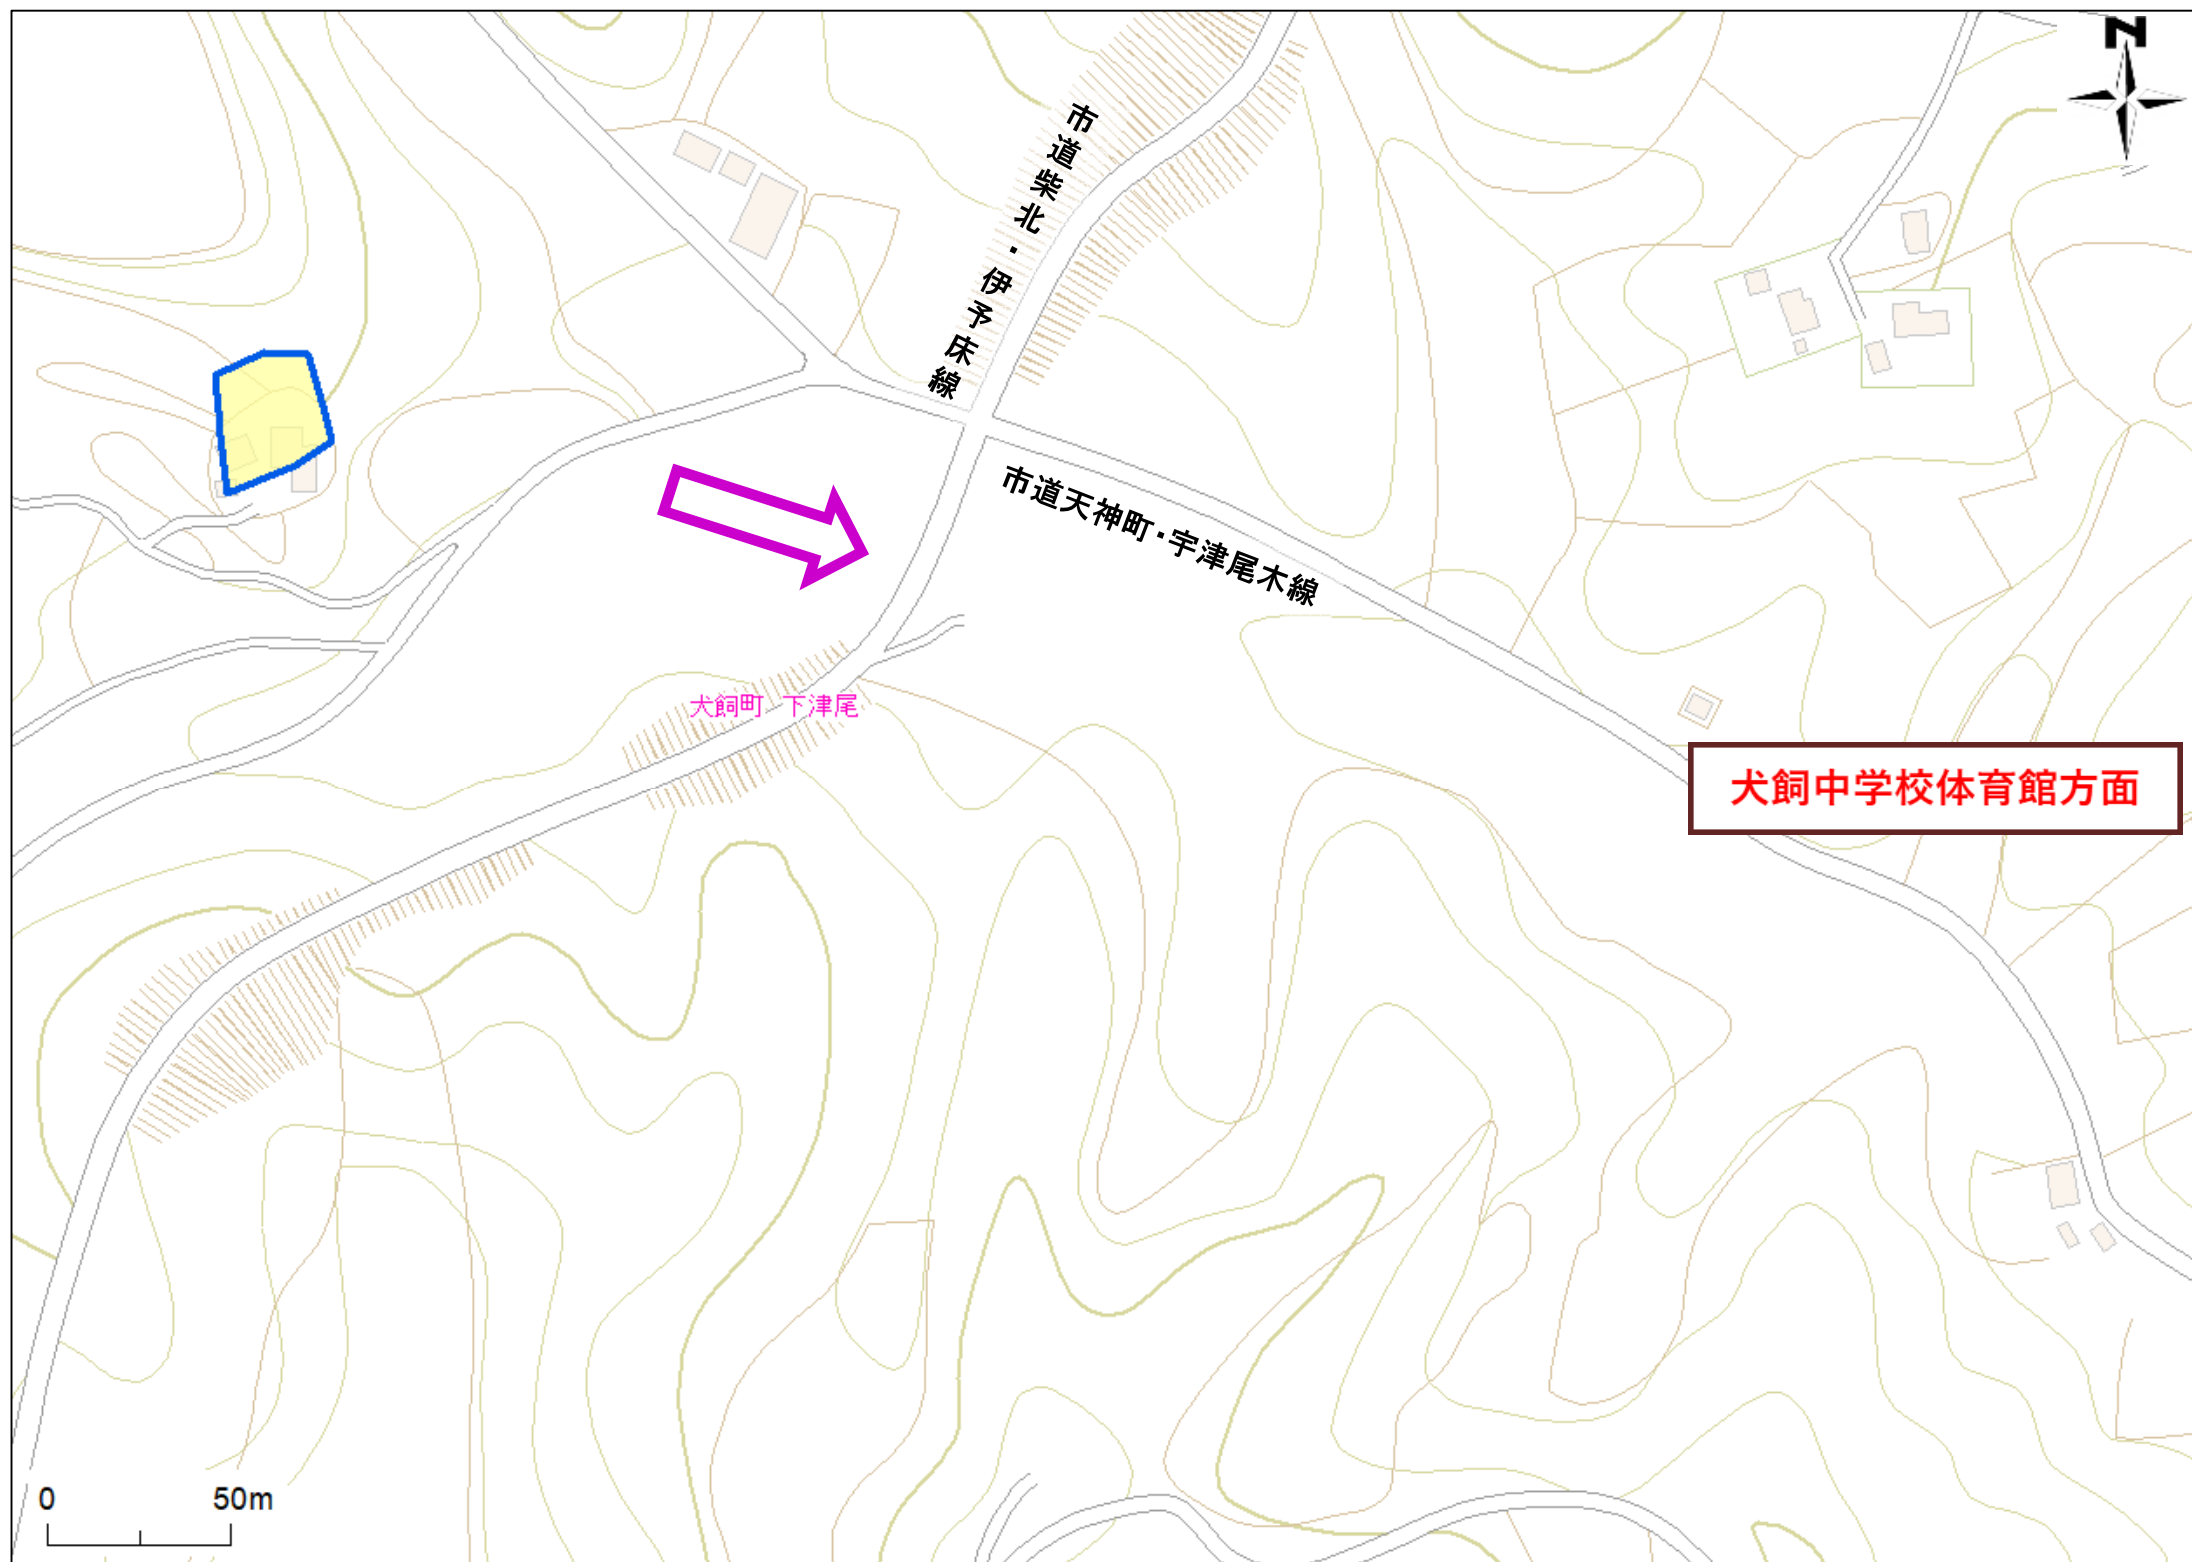 N
市道柴北・伊予床線
市道天神町・宇津尾木線
犬飼町 下津尾
犬飼中学校体育館方面
0 50m